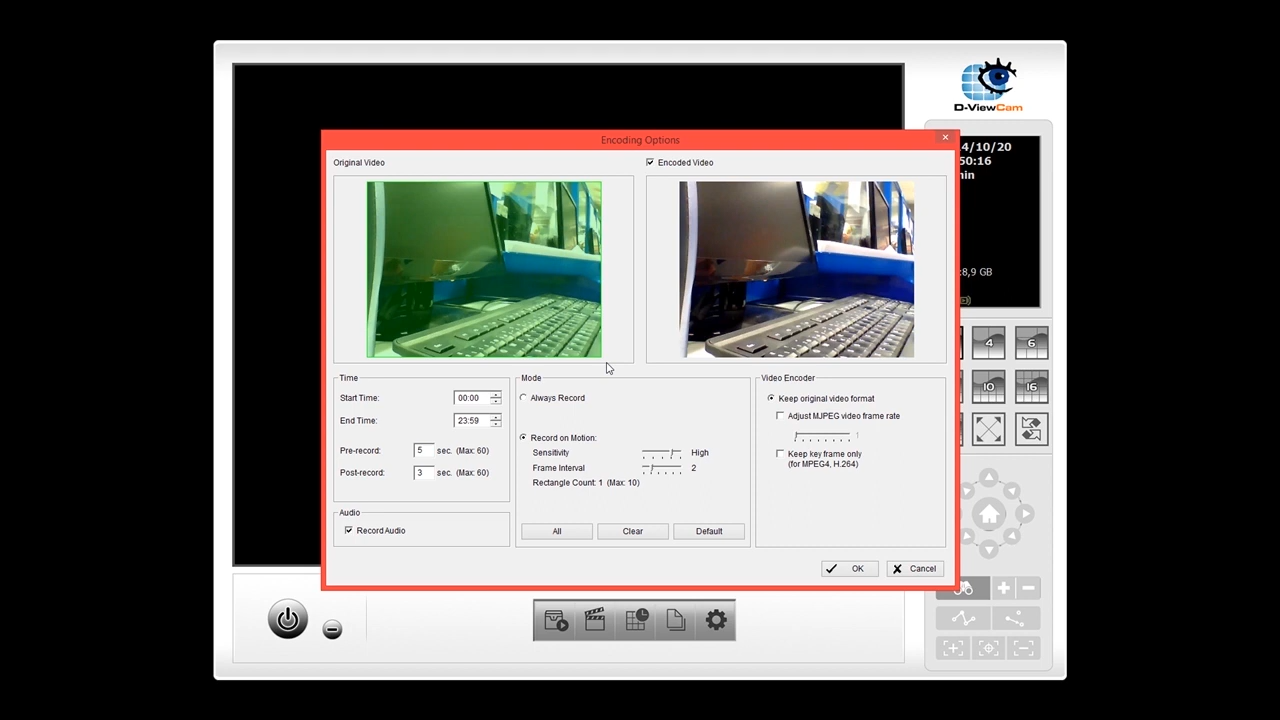 D-ViewCam
Encoding Options
4/10/20
50:16
min
:8,9 GB
Original Video
Encoded Video
Time
Start Time: 00:00
End Time: 23:59
Pre-record: 5 sec. (Max: 60)
Post-record: 3 sec. (Max: 60)
Audio
Record Audio
Mode
Always Record
Record on Motion:
Sensitivity High
Frame Interval 2
Rectangle Count: 1 (Max: 10)
All Clear Default
Video Encoder
Keep original video format
Adjust MJPEG video frame rate
1
Keep key frame only
(for MPEG4, H.264)
OK Cancel
4 6
10 16